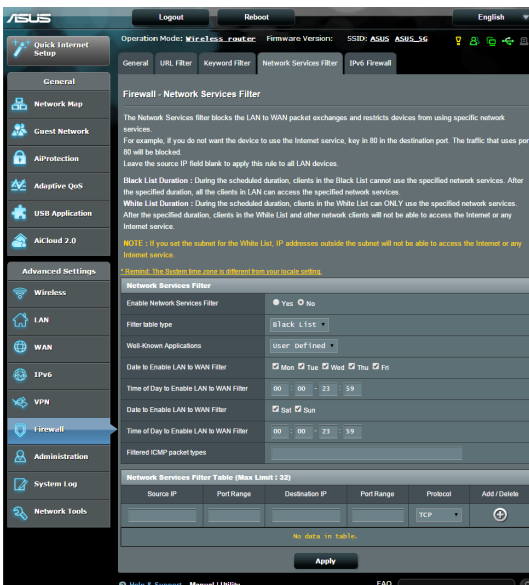 ASUS
Logout
Reboot
English
Quick Internet Setup
Operation Mode: Wireless router Firmware Version: SSID: ASUS ASUS_5G
General
URL Filter
Keyword Filter
Network Services Filter
IPv6 Firewall
General
Network Map
Guest Network
AiProtection
Adaptive QoS
USB Application
AiCloud 2.0
Advanced Settings
Wireless
LAN
WAN
IPv6
VPN
Firewall
Administration
System Log
Network Tools
Firewall - Network Services Filter
The Network Services filter blocks the LAN to WAN packet exchanges and restricts devices from using specific network
services.
For example, if you do not want the device to use the Internet service, key in 80 in the destination port. The traffic that uses por
80 will be blocked.
Leave the source IP field blank to apply this rule to all LAN devices.
Black List Duration : During the scheduled duration, clients in the Black List cannot use the specified network services. After
the specified duration, all the clients in LAN can access the specified network services.
White List Duration : During the scheduled duration, clients in the White List can ONLY use the specified network services.
After the specified duration, clients in the White List and other network clients will not be able to access the Internet or any
Internet service.
NOTE : If you set the subnet for the White List, IP addresses outside the subnet will not be able to access the Internet or any
Internet service.
* Remind: The System time zone is different from your locale setting.
Network Services Filter
Enable Network Services Filter Yes No
Filter table type Black List
Well-Known Applications User Defined
Date to Enable LAN to WAN Filter Mon Tue Wed Thu Fri
Time of Day to Enable LAN to WAN Filter 00 : 00 - 23 : 59
Date to Enable LAN to WAN Filter Sat Sun
Time of Day to Enable LAN to WAN Filter 00 : 00 - 23 : 59
Filtered ICMP packet types
Network Services Filter Table (Max Limit : 32)
Source IP Port Range Destination IP Port Range Protocol Add / Delete
TCP
No data in table.
Apply
Help & Support Manual | Utility FAQ